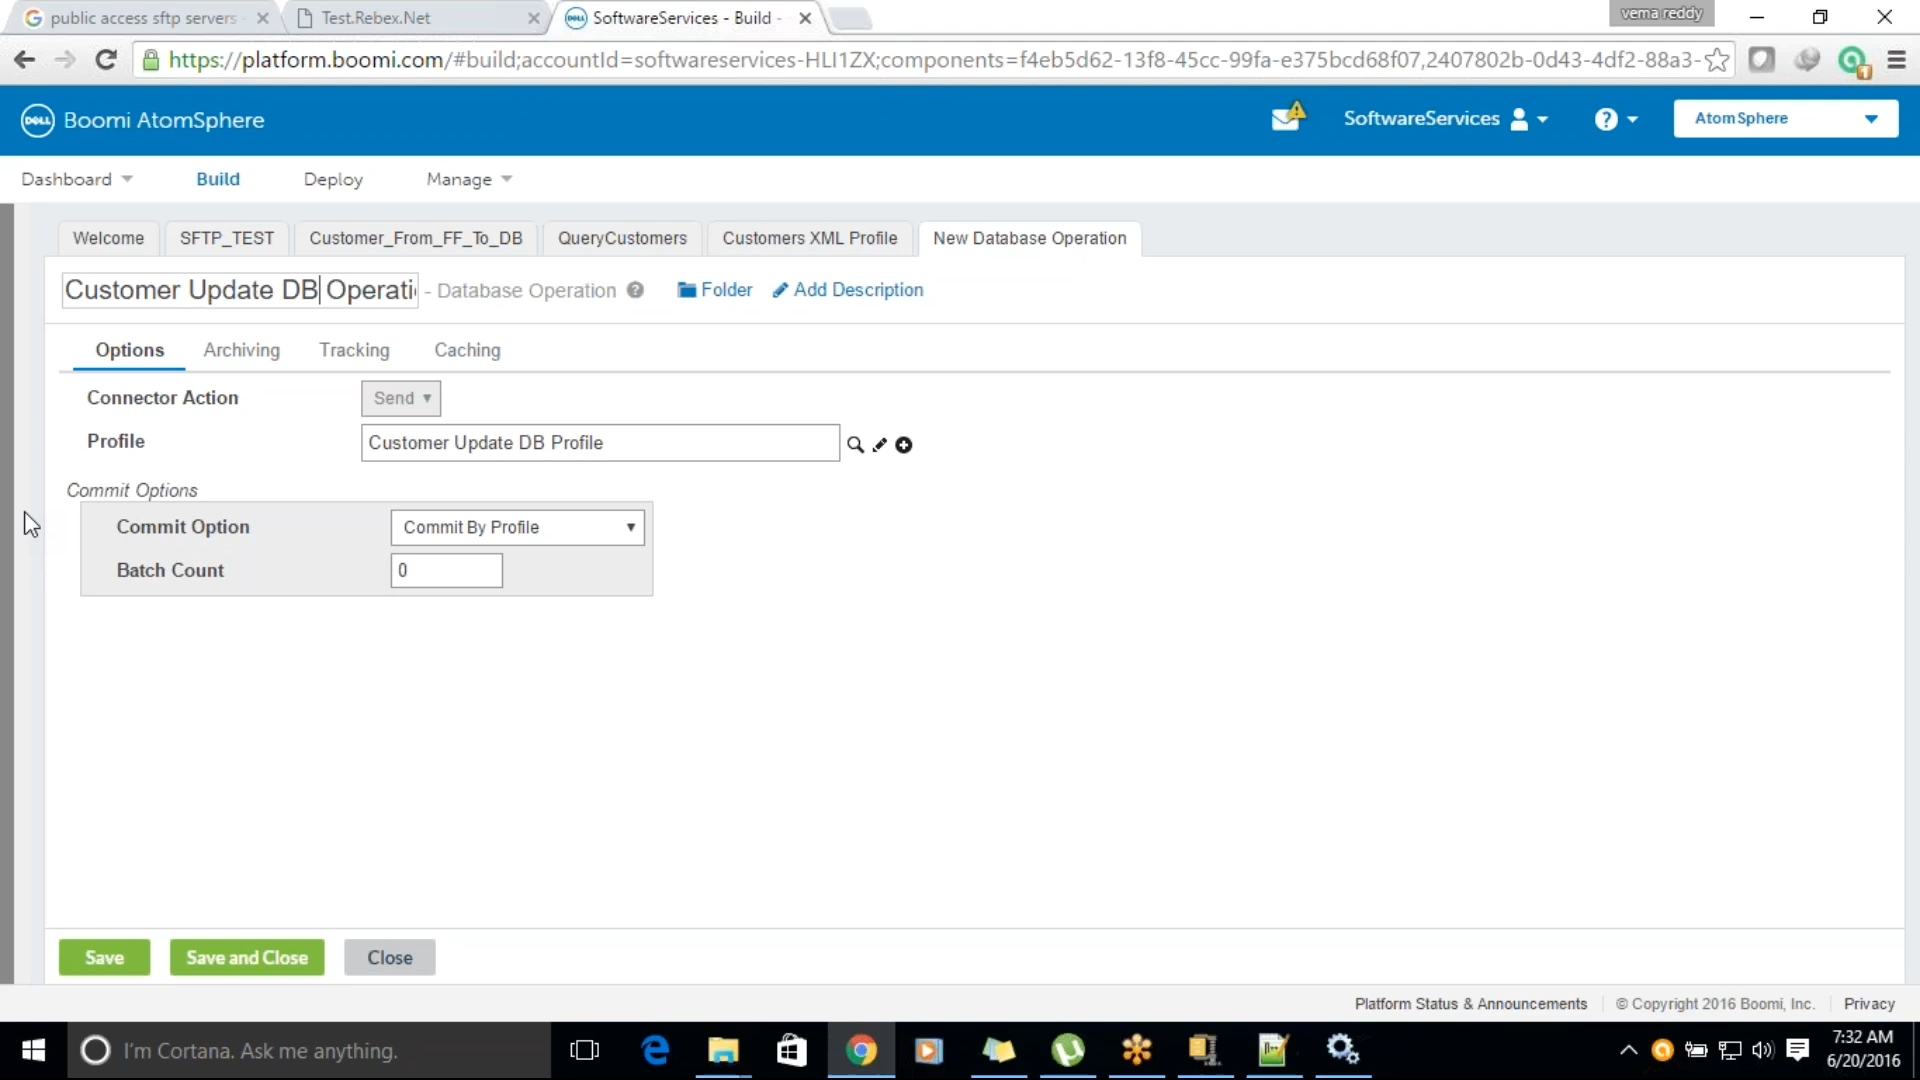 public access sftp servers
Test.Rebex.Net
SoftwareServices - Build -
vema reddy
https://platform.boomi.com/#build;accountId=softwareservices-HLI1ZX;components=f4eb5d62-13f8-45cc-99fa-e375bcd68f07,2407802b-0d43-4df2-88a3-
DELL Boomi AtomSphere
SoftwareServices
?
AtomSphere
Dashboard
Build
Deploy
Manage
Welcome
SFTP_TEST
Customer_From_FF_To_DB
QueryCustomers
Customers XML Profile
New Database Operation
Customer Update DB Operati - Database Operation ?
Folder
Add Description
Options
Archiving
Tracking
Caching
Connector Action
Send
Profile
Customer Update DB Profile
Commit Options
Commit Option
Commit By Profile
Batch Count
0
Save
Save and Close
Close
Platform Status & Announcements
© Copyright 2016 Boomi, Inc.
Privacy
I'm Cortana. Ask me anything.
7:32 AM
6/20/2016